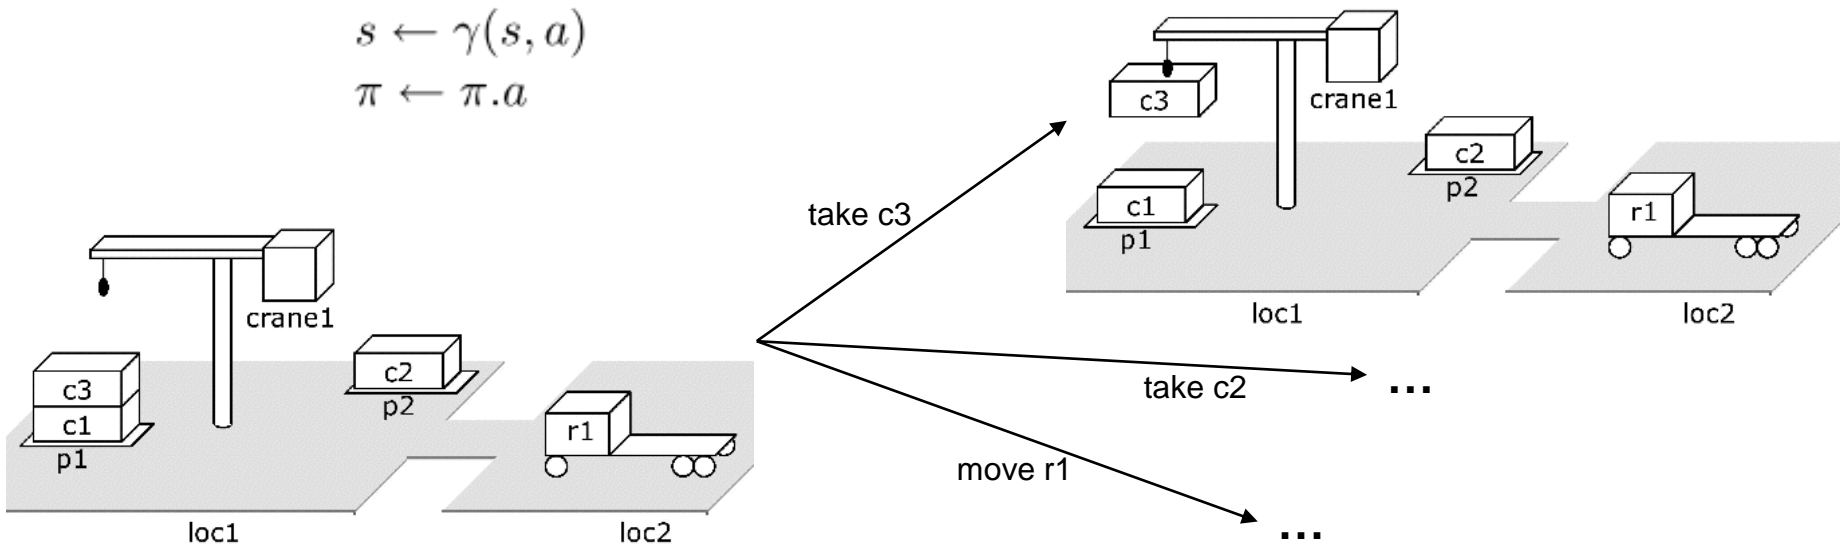 s ← γ(s, a)
π ← π.a
crane1
c3
c1
p1
c2
p2
r1
loc1
loc2
take c3
take c2
...
move r1
...
c3
crane1
c1
p1
c2
p2
r1
loc1
loc2